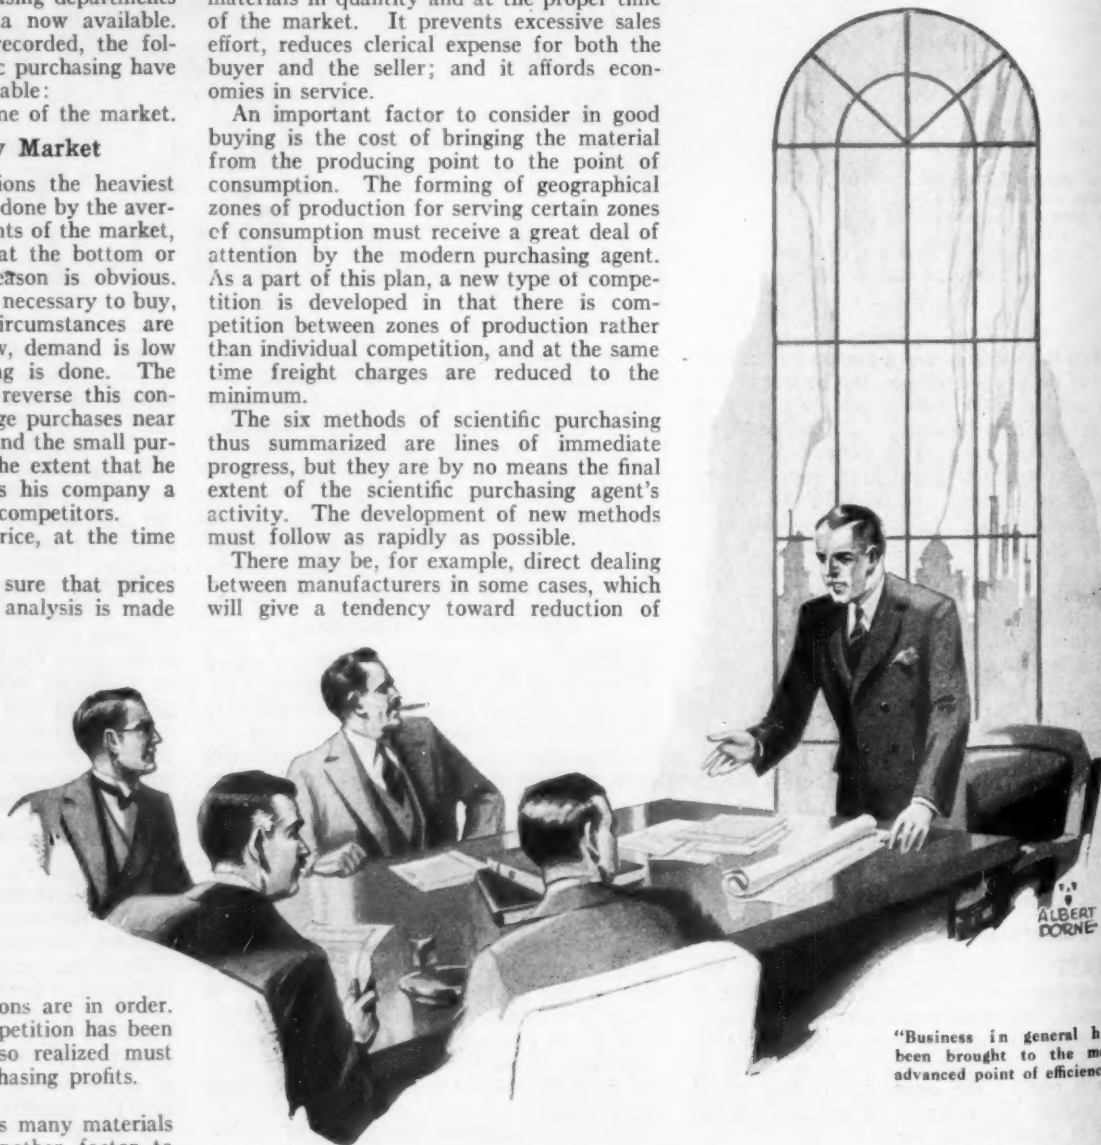 sing departments
a now available.
recorded, the fol-
c purchasing have
able:
ne of the market.
y Market
ions the heaviest
done by the aver-
nts of the market,
at the bottom or
eason is obvious.
necessary to buy,
ircumstances are
w, demand is low
ng is done. The
reverse this con-
ge purchases near
nd the small pur-
he extent that he
s his company a
competitors.
rice, at the time
sure that prices
analysis is made
ons are in order.
petition has been
so realized must
hasing profits.
s many materials
nother factor to
materials in quantity and at the proper time
of the market. It prevents excessive sales
effort, reduces clerical expense for both the
buyer and the seller; and it affords econ-
omies in service.
An important factor to consider in good
buying is the cost of bringing the material
from the producing point to the point of
consumption. The forming of geographical
zones of production for serving certain zones
of consumption must receive a great deal of
attention by the modern purchasing agent.
As a part of this plan, a new type of compe-
tition is developed in that there is com-
petition between zones of production rather
than individual competition, and at the same
time freight charges are reduced to the
minimum.
The six methods of scientific purchasing
thus summarized are lines of immediate
progress, but they are by no means the final
extent of the scientific purchasing agent's
activity. The development of new methods
must follow as rapidly as possible.
There may be, for example, direct dealing
between manufacturers in some cases, which
will give a tendency toward reduction of
ALBERT
DORNE
"Business in general h
been brought to the m
advanced point of efficienc